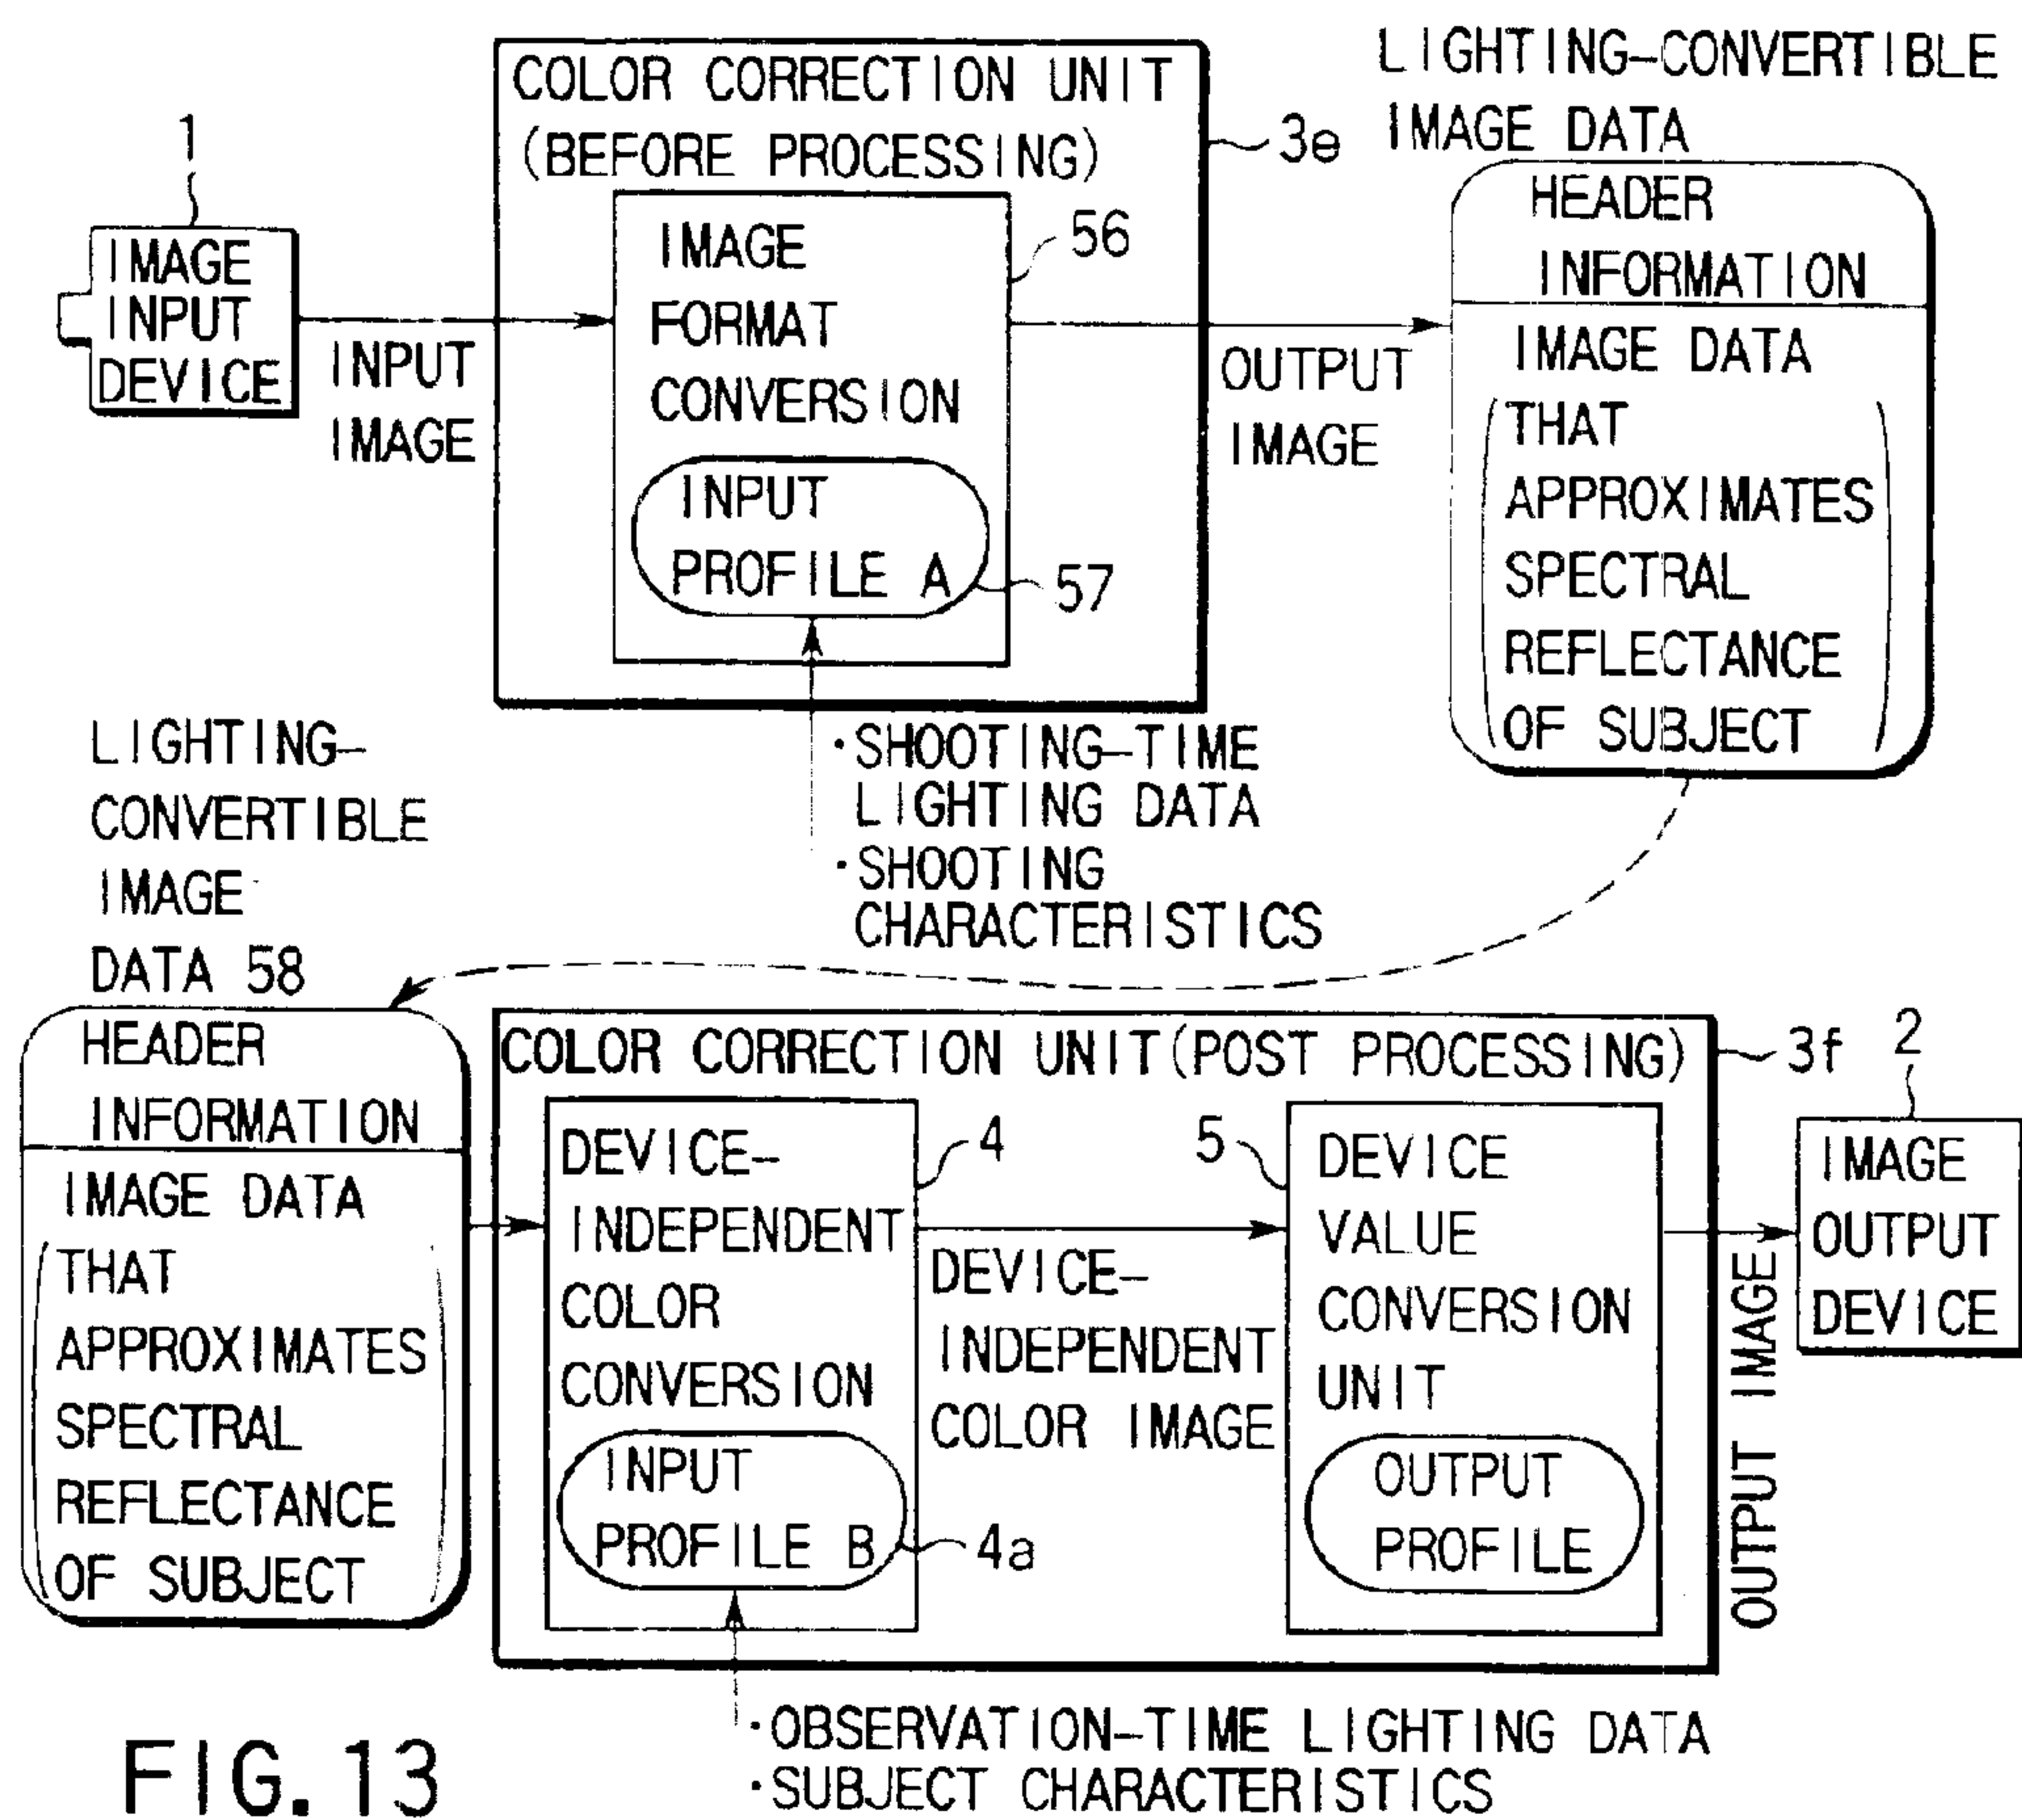 COLOR CORRECTION UNIT
(BEFORE PROCESSING)
3e
LIGHTING-CONVERTIBLE
IMAGE DATA
1
IMAGE
INPUT
DEVICE
INPUT
IMAGE
IMAGE
FORMAT
CONVERSION
56
INPUT
PROFILE A
57
OUTPUT
IMAGE
HEADER
INFORMATION
IMAGE DATA
THAT
APPROXIMATES
SPECTRAL
REFLECTANCE
OF SUBJECT
·SHOOTING-TIME
LIGHTING DATA
·SHOOTING
CHARACTERISTICS
LIGHTING-
CONVERTIBLE
IMAGE
DATA 58
HEADER
INFORMATION
IMAGE DATA
THAT
APPROXIMATES
SPECTRAL
REFLECTANCE
OF SUBJECT
COLOR CORRECTION UNIT(POST PROCESSING)
3f
DEVICE-
INDEPENDENT
COLOR
CONVERSION
4
INPUT
PROFILE B
4a
DEVICE-
INDEPENDENT
COLOR IMAGE
5
DEVICE
VALUE
CONVERSION
UNIT
OUTPUT
PROFILE
OUTPUT IMAGE
2
IMAGE
OUTPUT
DEVICE
·OBSERVATION-TIME LIGHTING DATA
·SUBJECT CHARACTERISTICS
FIG.13